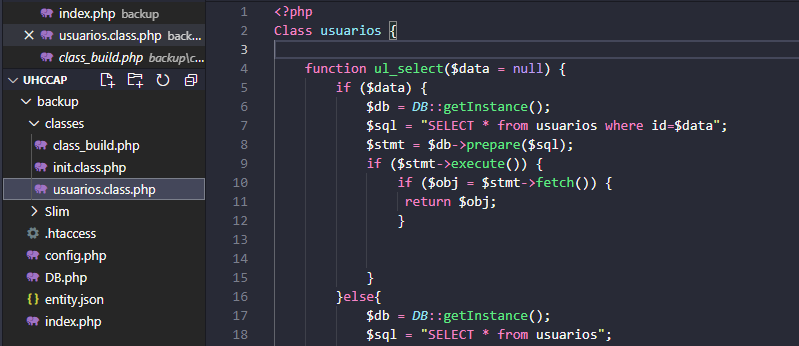 index.php backup
usuarios.class.php back...
class_build.php backup\c...
UHCCAP
backup
classes
class_build.php
init.class.php
usuarios.class.php
Slim
.htaccess
config.php
DB.php
entity.json
index.php
1 <?php
2 Class usuarios {
3
4 function ul_select($data = null) {
5 if ($data) {
6 $db = DB::getInstance();
7 $sql = "SELECT * from usuarios where id=$data";
8 $stmt = $db->prepare($sql);
9 if ($stmt->execute()) {
10 if ($obj = $stmt->fetch()) {
11 return $obj;
12 }
13
14
15 }
16 }else{
17 $db = DB::getInstance();
18 $sql = "SELECT * from usuarios";